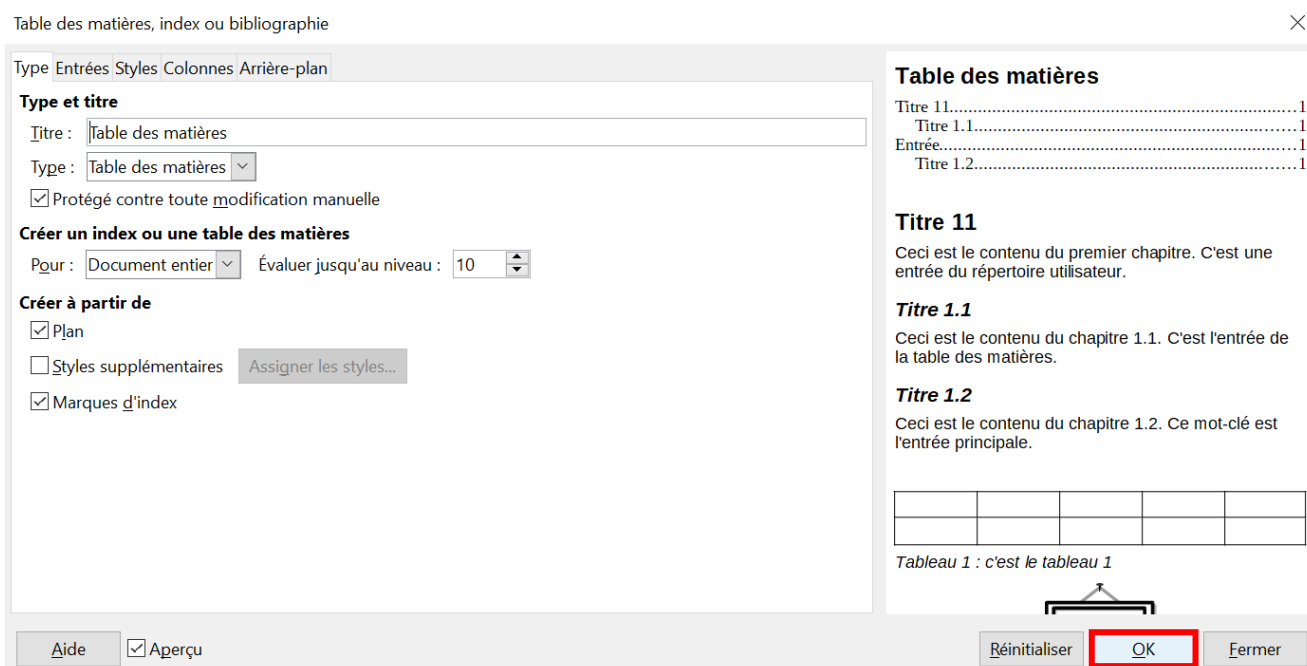 Table des matières, index ou bibliographie
Type Entrées Styles Colonnes Arrière-plan
Type et titre
Titre : Table des matières
Type : Table des matières
Protégé contre toute modification manuelle
Créer un index ou une table des matières
Pour : Document entier Évaluer jusqu'au niveau : 10
Créer à partir de
Plan
Styles supplémentaires Assigner les styles...
Marques d'index
Table des matières
Titre 11.......................................................................1
Titre 1.1.................................................................1
Entrée.........................................................................1
Titre 1.2.................................................................1
Titre 11
Ceci est le contenu du premier chapitre. C'est une
entrée du répertoire utilisateur.
Titre 1.1
Ceci est le contenu du chapitre 1.1. C'est l'entrée de
la table des matières.
Titre 1.2
Ceci est le contenu du chapitre 1.2. Ce mot-clé est
l'entrée principale.
Tableau 1 : c'est le tableau 1
Aide Aperçu Réinitialiser OK Fermer